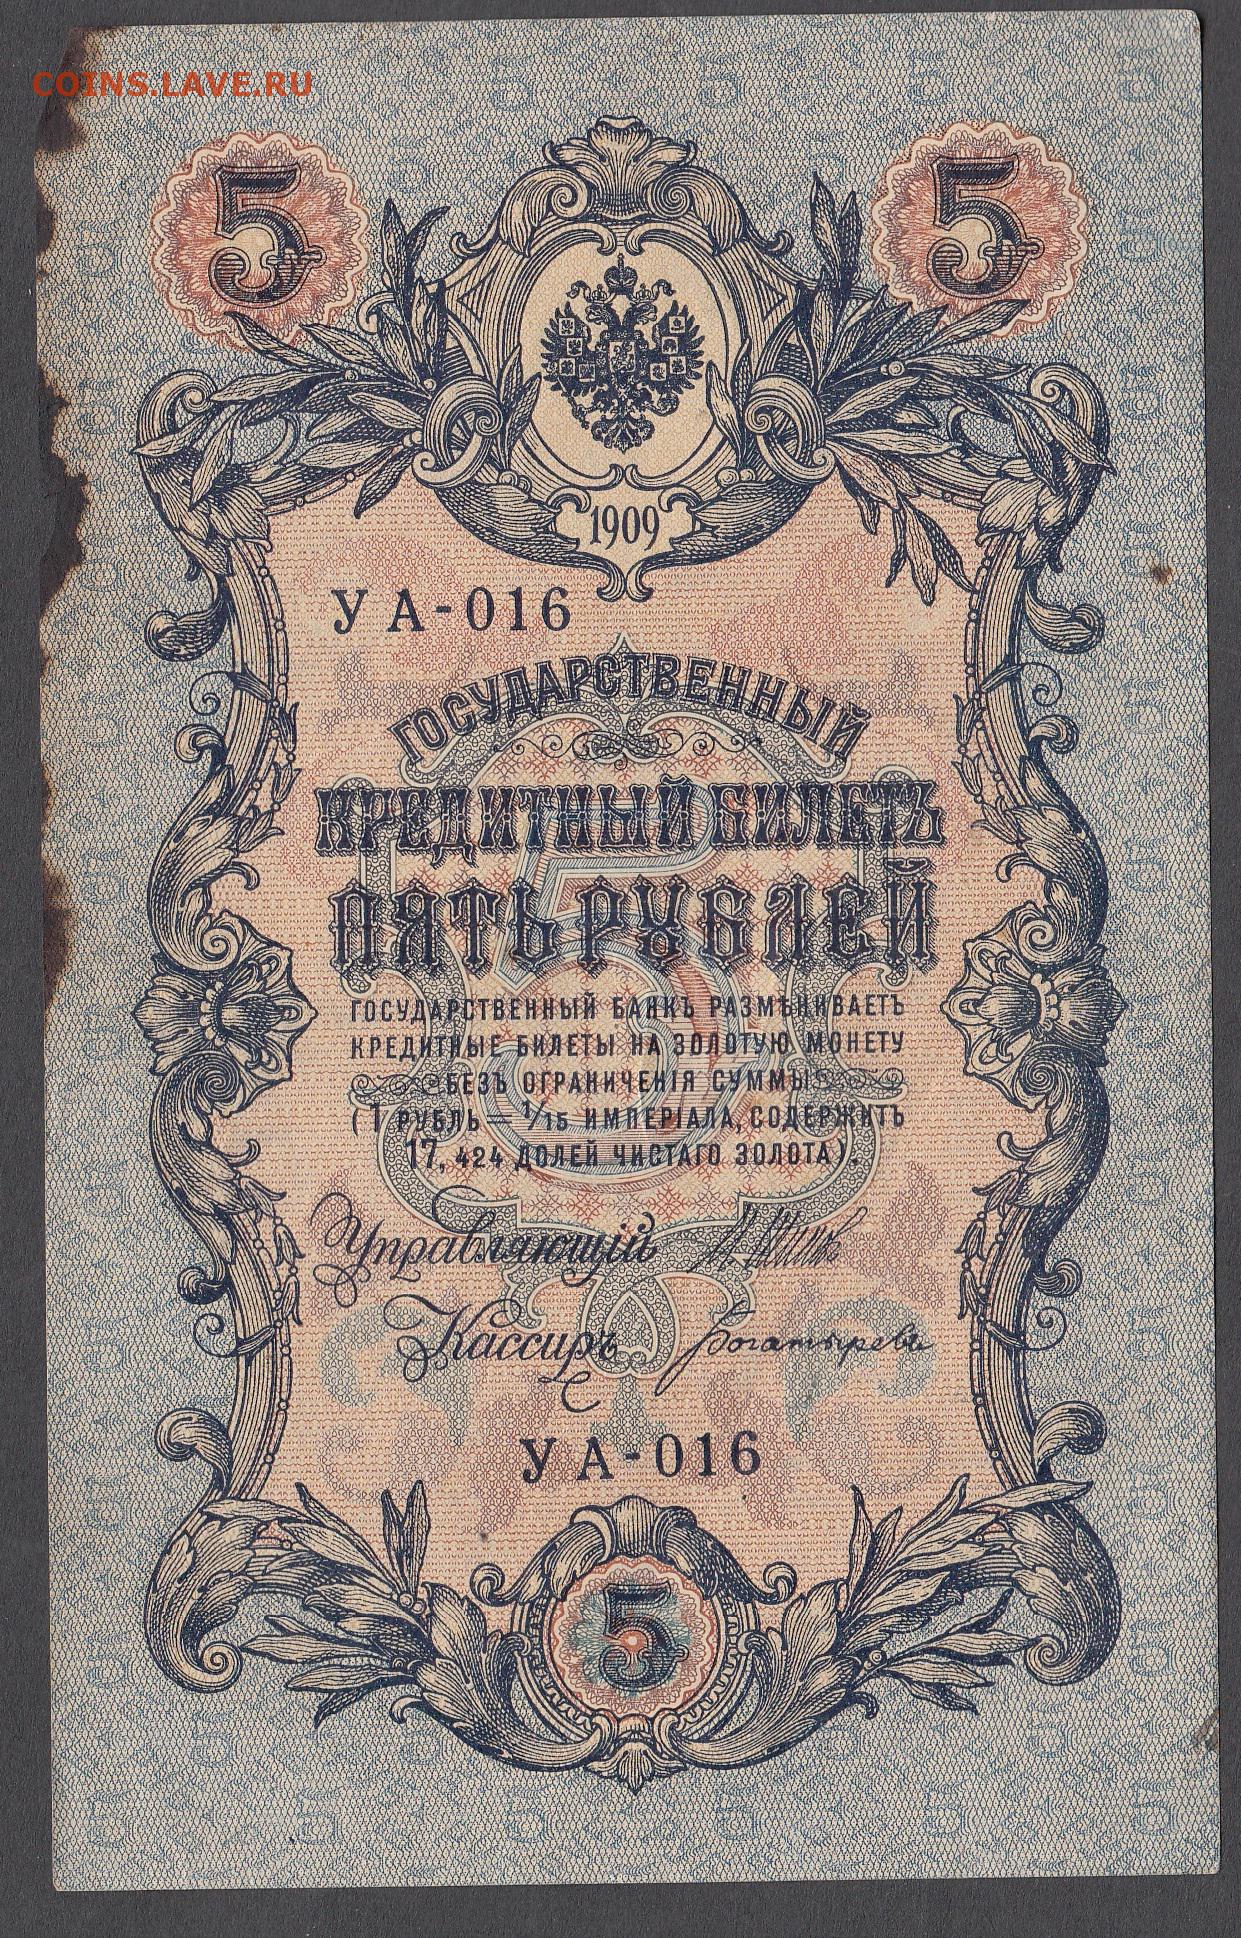 COINS.LAVE.RU
5 5
1909
УА-016
ГОСУДАРСТВЕННЫЙ
КРЕДИТНЫЙ БИЛЕТЪ
ПЯТЬ РУБЛЕЙ
ГОСУДАРСТВЕННЫЙ БАНКЪ РАЗМѢНИВАЕТЪ
КРЕДИТНЫЕ БИЛЕТЫ НА ЗОЛОТУЮ МОНЕТУ
БЕЗЪ ОГРАНИЧЕНІЯ СУММЫ
(1 РУБЛЬ — 1/15 ИМПЕРІАЛА, СОДЕРЖИТЪ
17,424 ДОЛЕЙ ЧИСТАГО ЗОЛОТА).
Управляющій
Кассиръ Богатыревъ
УА-016
5